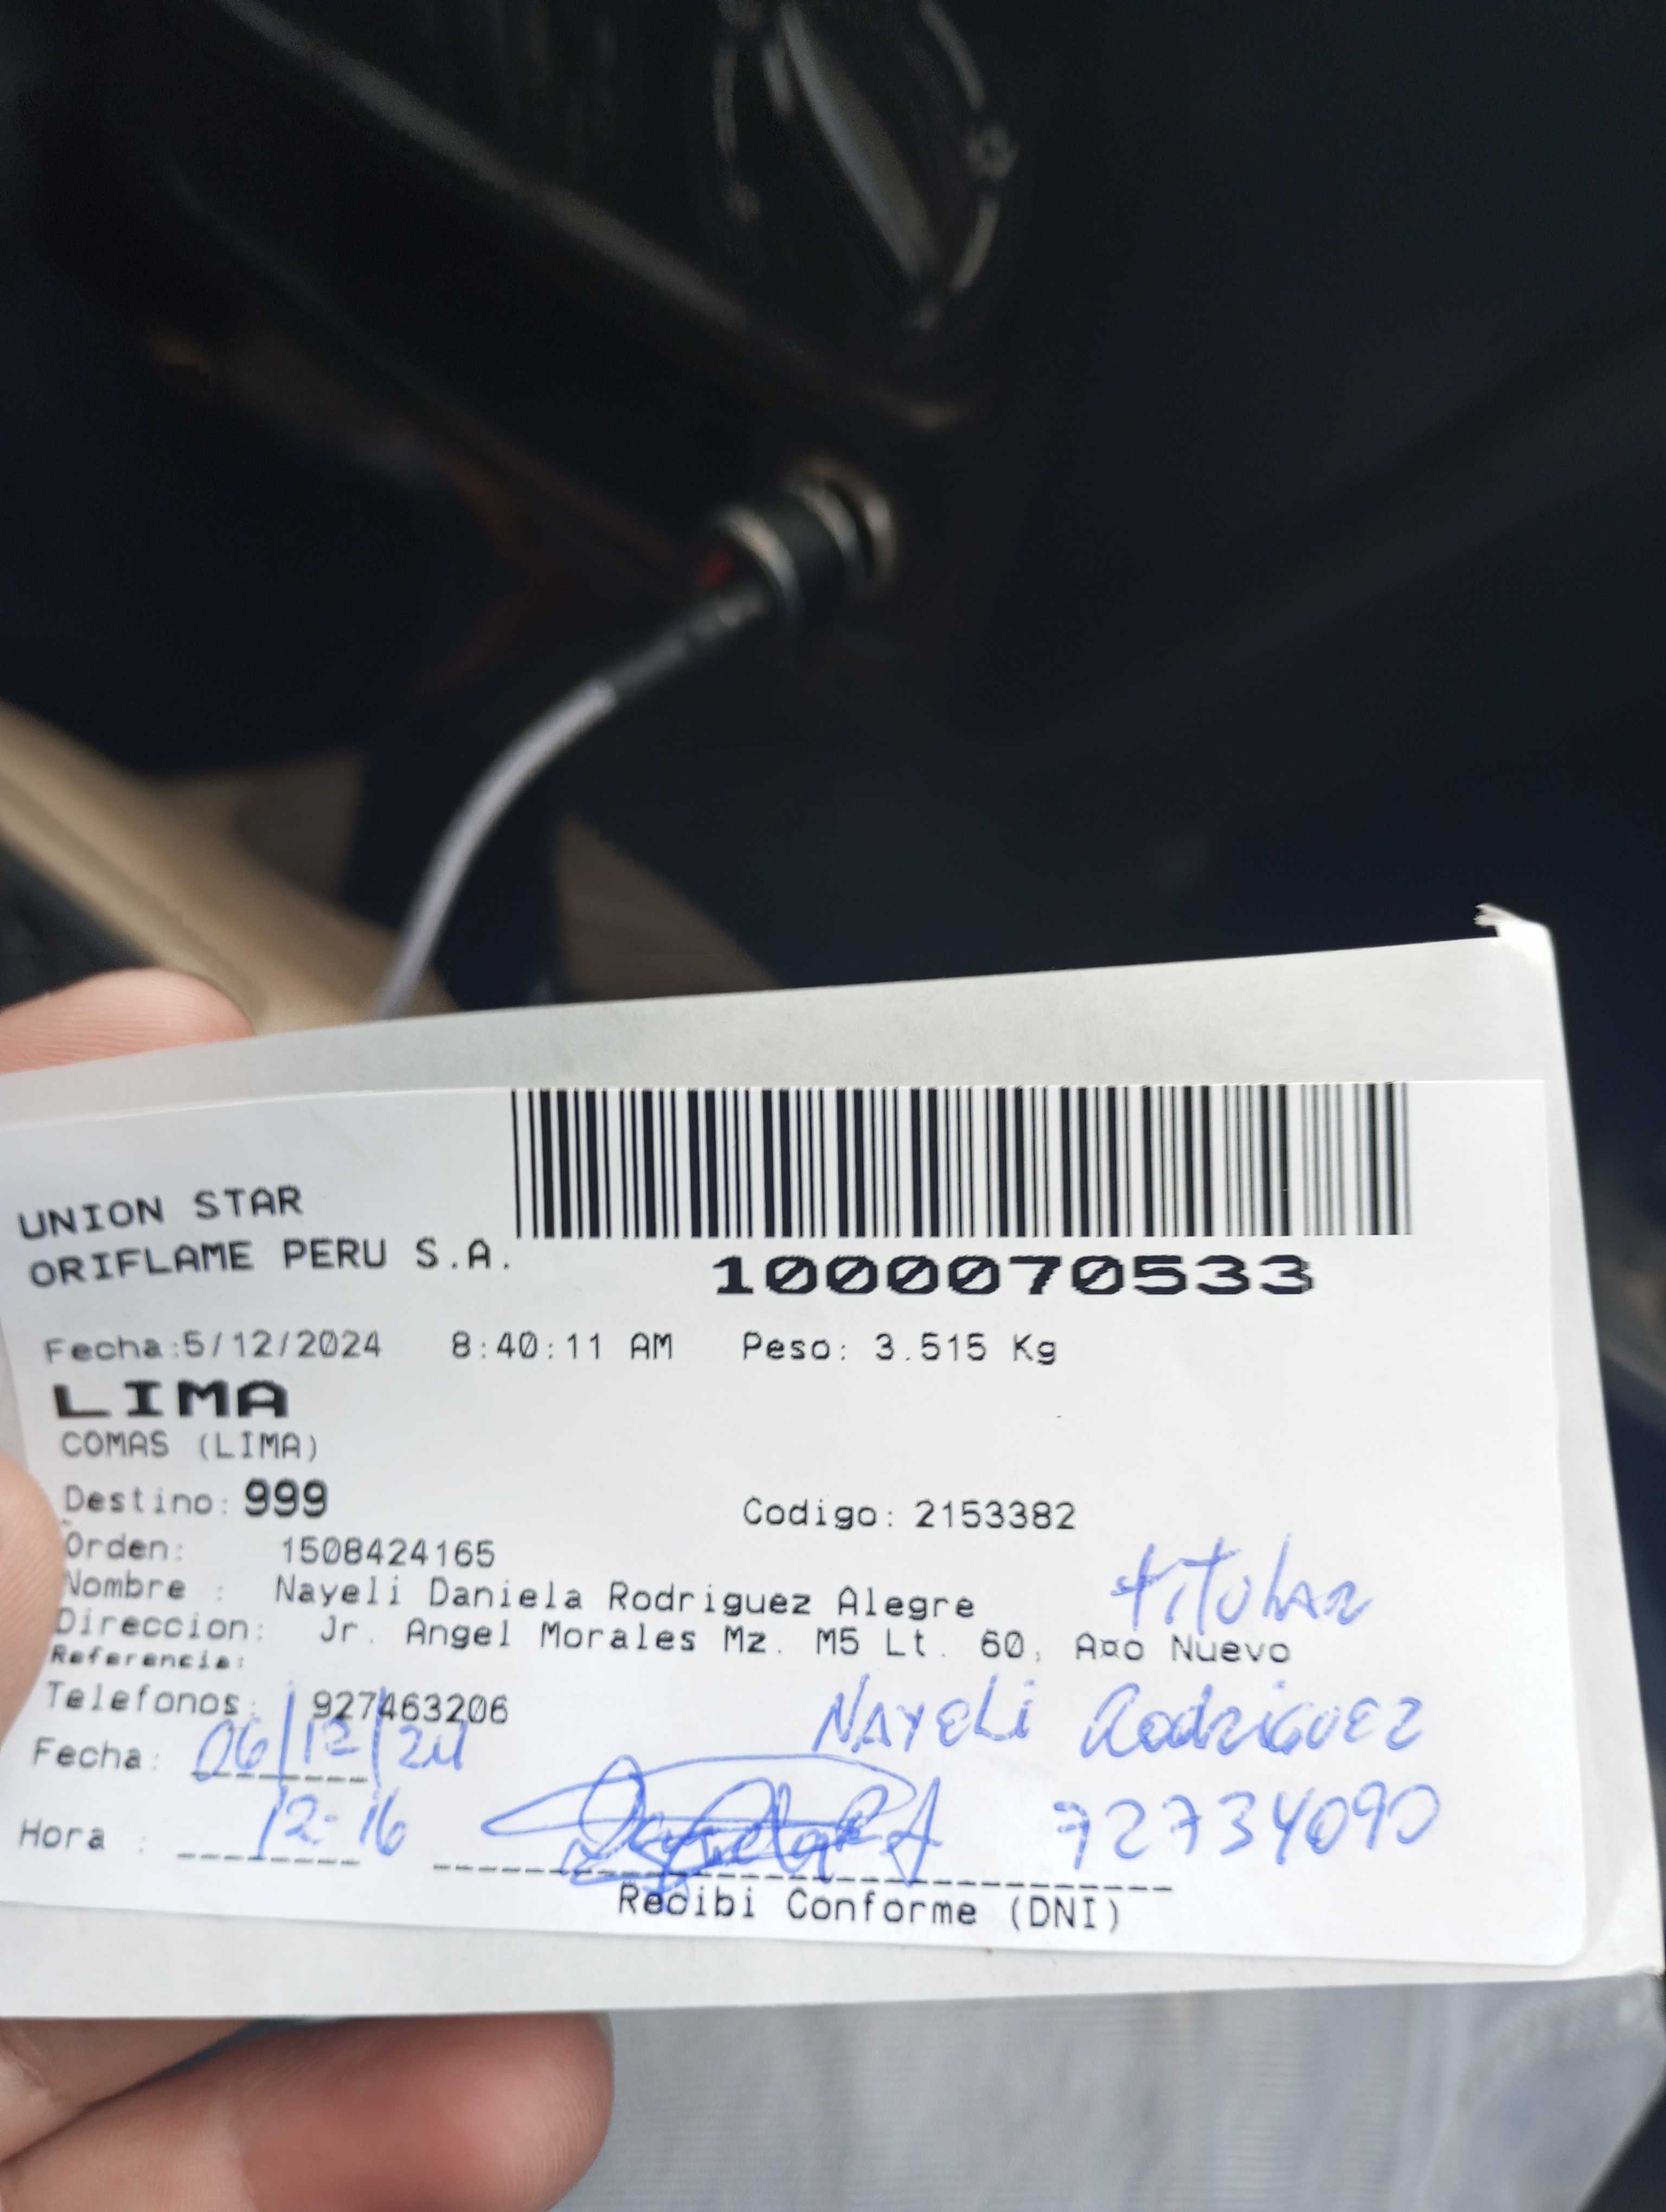 UNION STAR
ORIFLAME PERU S.A.
1000070533
Fecha:5/12/2024 8:40:11 AM Peso: 3.515 Kg
LIMA
COMAS (LIMA)
Destino: 999 Codigo: 2153382
Orden: 1508424165
Nombre : Nayeli Daniela Rodriguez Alegre titular
Direccion: Jr. Angel Morales Mz. M5 Lt. 60, A¤o Nuevo
Referencia:
Telefonos: 927463206 NAYELi Rodriguez
Fecha: 06/12/24
Hora : 12-16 72734090
Recibi Conforme (DNI)